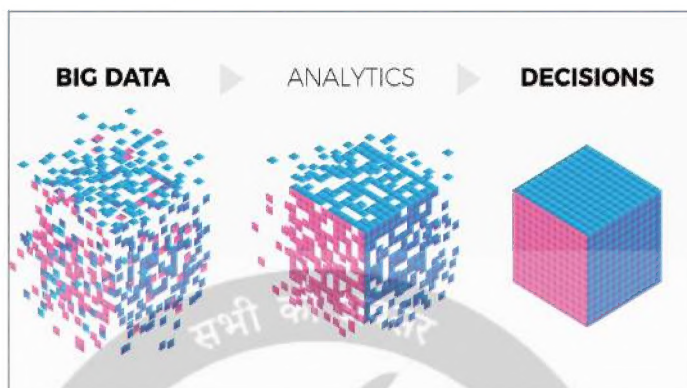 BIG DATA ANALYTICS DECISIONS
सभी का